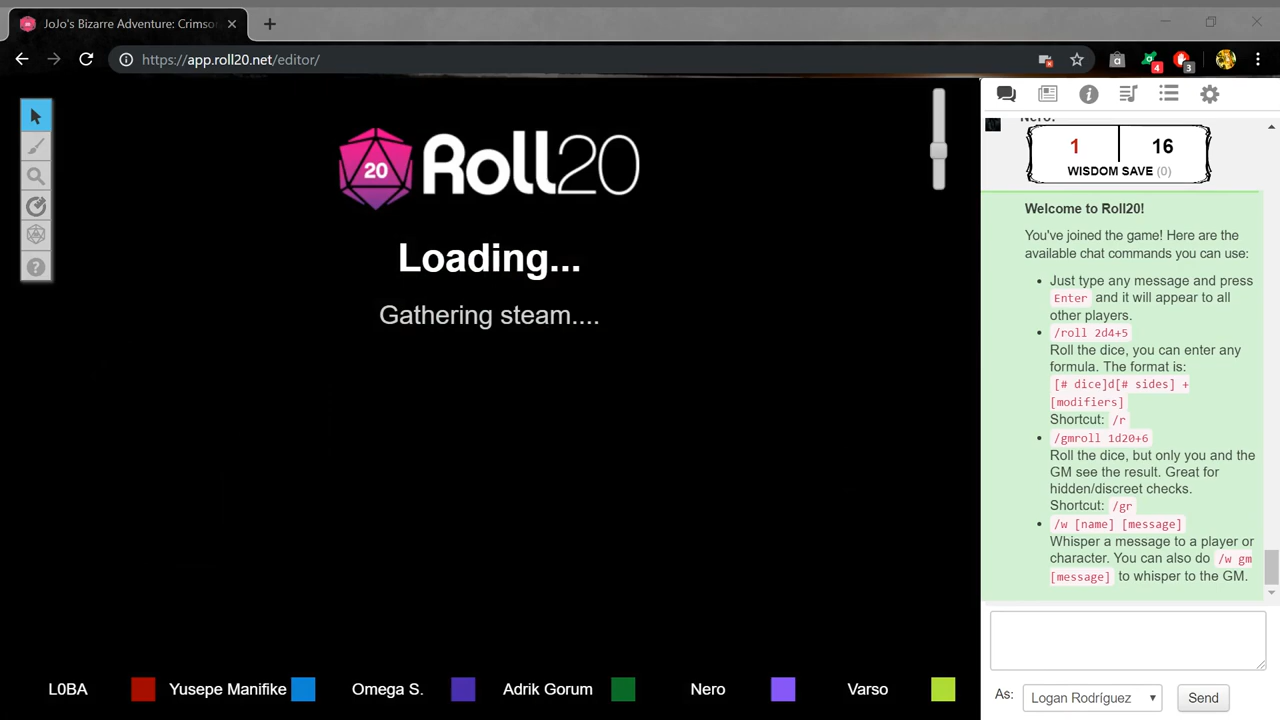 JoJo's Bizarre Adventure: Crimso
https://app.roll20.net/editor/
4
3
20
Roll20
Loading...
Gathering steam....
Nero:
1 16
WISDOM SAVE (0)
Welcome to Roll20!
You've joined the game! Here are the
available chat commands you can use:
• Just type any message and press
Enter and it will appear to all
other players.
• /roll 2d4+5
Roll the dice, you can enter any
formula. The format is:
[# dice]d[# sides] +
[modifiers]
Shortcut: /r
• /gmroll 1d20+6
Roll the dice, but only you and the
GM see the result. Great for
hidden/discreet checks.
Shortcut: /gr
• /w [name] [message]
Whisper a message to a player or
character. You can also do /w gm
[message] to whisper to the GM.
L0BA Yusepe Manifike Omega S. Adrik Gorum Nero Varso
As: Logan Rodríguez Send